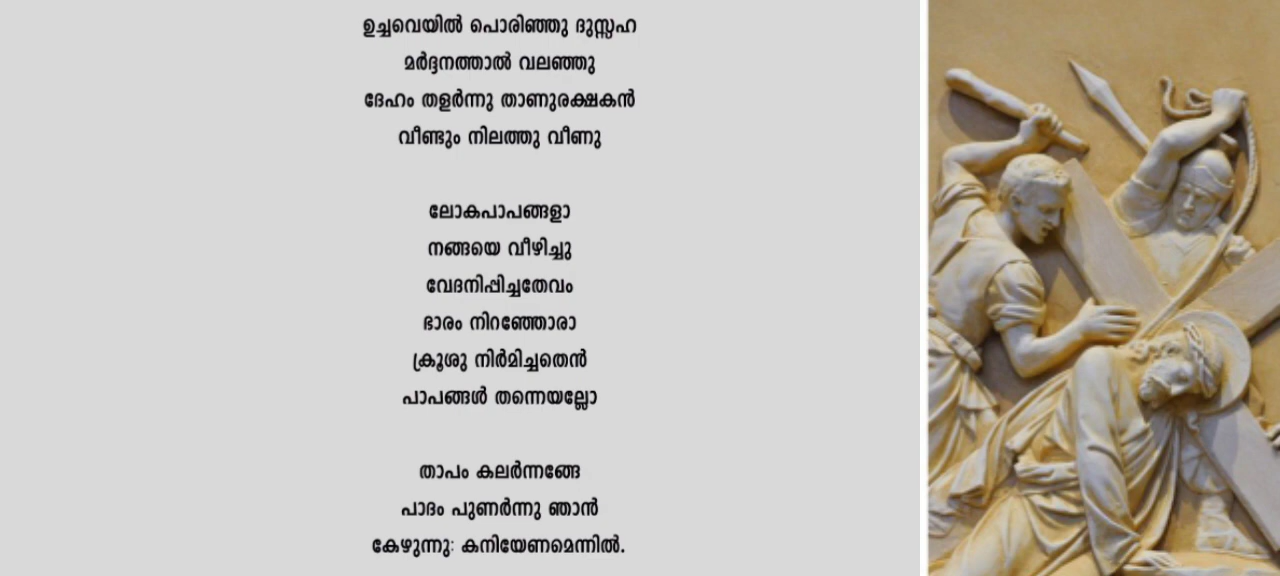 ഉച്ചവെയിൽ പൊരിഞ്ഞു ദുസ്സഹ
മർദ്ദനത്താൽ വലഞ്ഞു
ദേഹം തളർന്നു താണുരക്ഷകൻ
വീണ്ടും നിലത്തു വീണു
ലോകപാപങ്ങളാ
നങ്ങയെ വീഴിച്ചു
വേദനിപ്പിച്ചതേവം
ഭാരം നിറഞ്ഞോരാ
ക്രൂശു നിർമിച്ചതെൻ
പാപങ്ങൾ തന്നെയല്ലോ
താപം കലർന്നങ്ങേ
പാദം പുണർന്നു ഞാൻ
കേഴുന്നു: കനിയേണമെന്നിൽ.